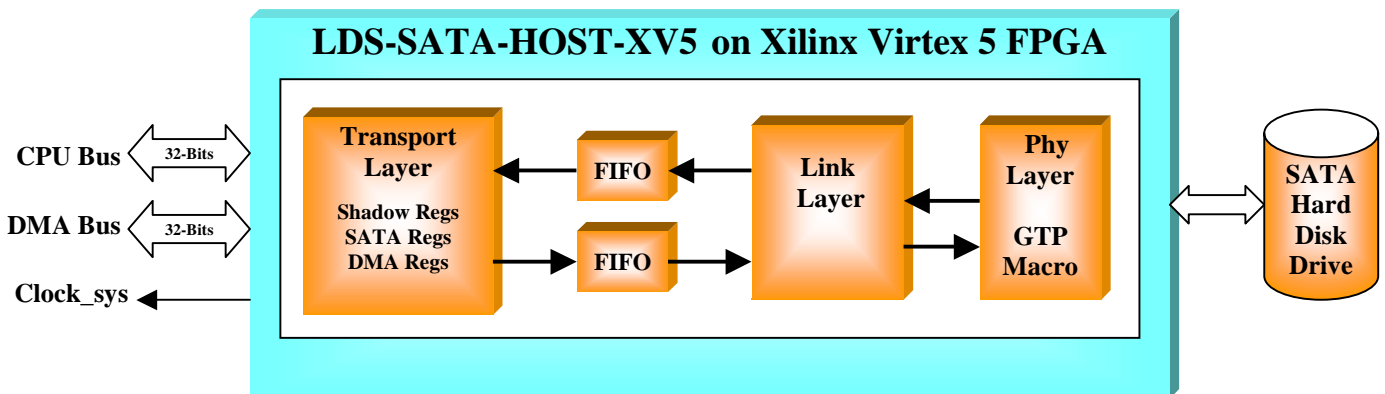 LDS-SATA-HOST-XV5 on Xilinx Virtex 5 FPGA
CPU Bus
32-Bits
DMA Bus
32-Bits
Clock_sys
Transport
Layer
Shadow Regs
SATA Regs
DMA Regs
FIFO
FIFO
Link
Layer
Phy
Layer
GTP
Macro
SATA
Hard
Disk
Drive